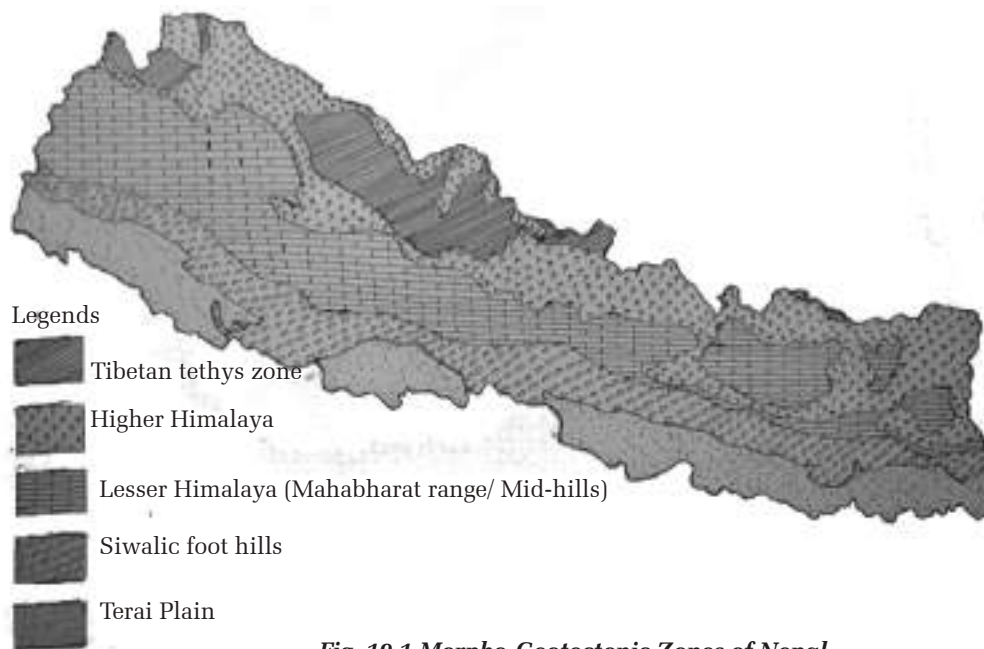 Legends
Tibetan tethys zone
Higher Himalaya
Lesser Himalaya (Mahabharat range/ Mid-hills)
Siwalic foot hills
Terai Plain
Fig. 10.1 Morpho-Geotectonic Zones of Nepal